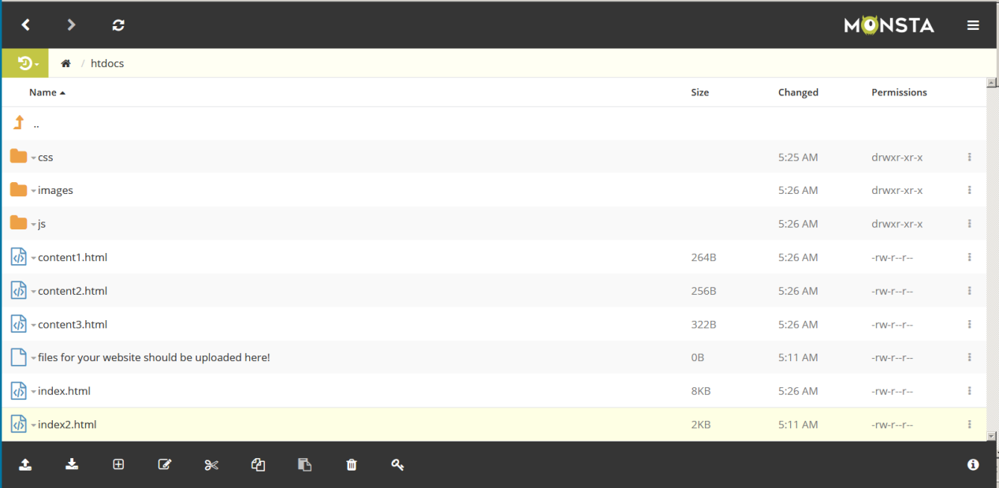 MONSTA
/ htdocs
Name Size Changed Permissions
..
css 5:25 AM drwxr-xr-x
images 5:26 AM drwxr-xr-x
js 5:26 AM drwxr-xr-x
content1.html 264B 5:26 AM -rw-r--r--
content2.html 256B 5:26 AM -rw-r--r--
content3.html 322B 5:26 AM -rw-r--r--
files for your website should be uploaded here! 0B 5:11 AM -rw-r--r--
index.html 8KB 5:26 AM -rw-r--r--
index2.html 2KB 5:11 AM -rw-r--r--